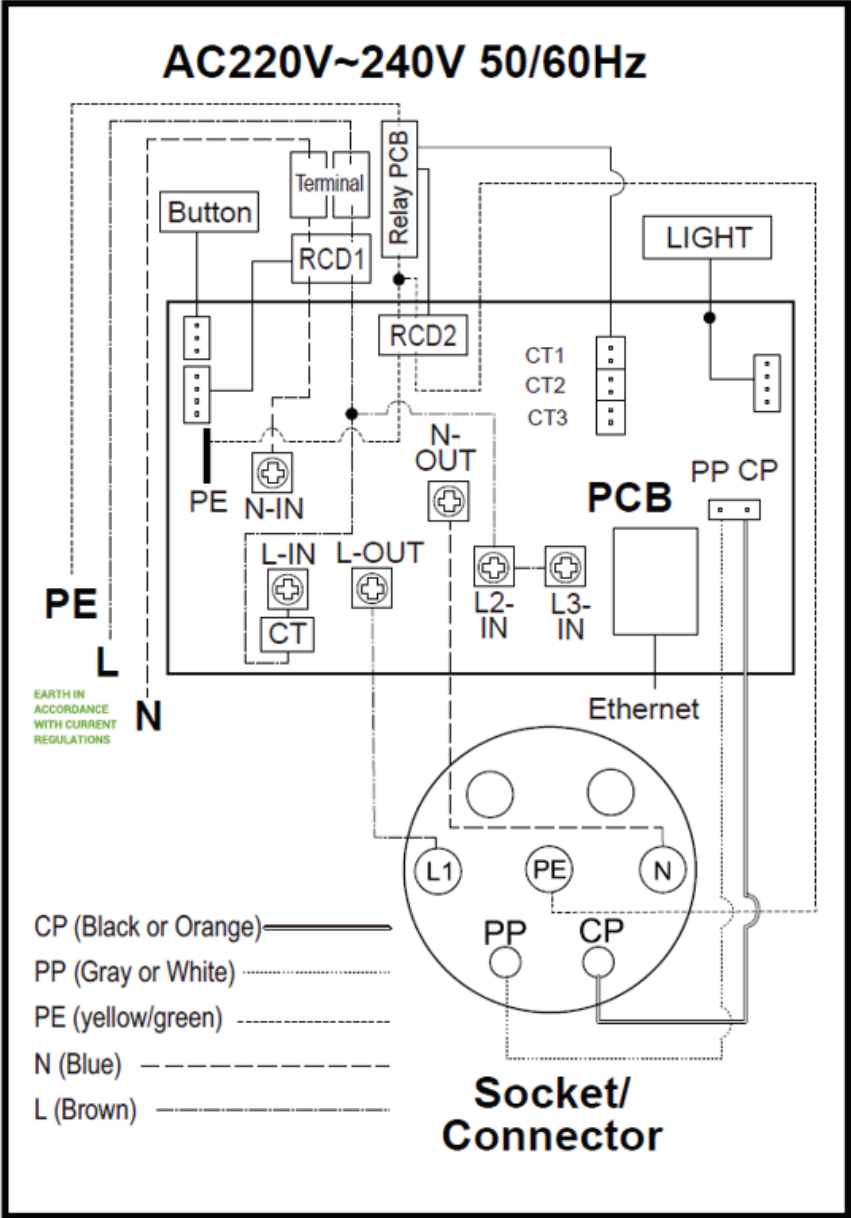 AC220V~240V 50/60Hz
Relay PCB
Terminal
Button
RCD1
LIGHT
RCD2
CT1
CT2
CT3
N-
OUT
PE
N-IN
PP CP
PCB
L-IN
L-OUT
L2-
IN
L3-
IN
CT
PE
L
N
EARTH IN
ACCORDANCE
WITH CURRENT
REGULATIONS
Ethernet
L1
PE
N
PP
CP
CP (Black or Orange)
PP (Gray or White)
PE (yellow/green)
N (Blue)
L (Brown)
Socket/
Connector